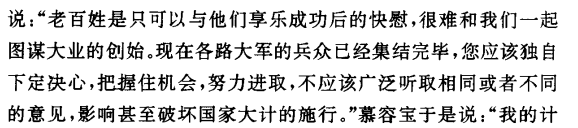 说：“老百姓是只可以与他们享乐成功后的快慰，很难和我们一起
图谋大业的创始。现在各路大军的兵众已经集结完毕，您应该独自
下定决心，把握住机会，努力进取，不应该广泛听取相同或者不同
的意见，影响甚至破坏国家大计的施行。”慕容宝于是说：“我的计